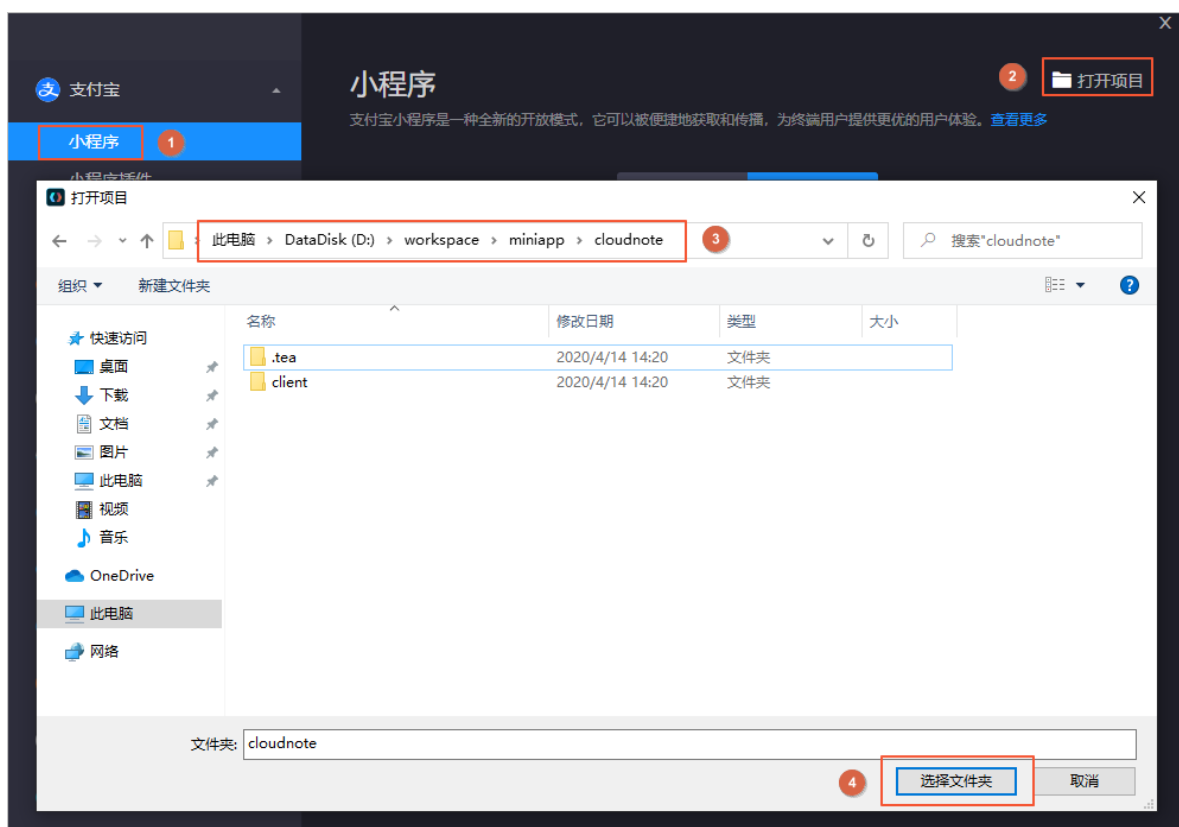 X
支付宝
小程序
2
打开项目
支付宝小程序是一种全新的开放模式，它可以被便捷地获取和传播，为终端用户提供更优的用户体验。查看更多
小程序
1
小程序插件
打开项目
此电脑 > DataDisk (D:) > workspace > miniapp > cloudnote
3
搜索"cloudnote"
组织
新建文件夹
?
名称
修改日期
类型
大小
快速访问
桌面
下载
文档
图片
此电脑
视频
音乐
OneDrive
此电脑
网络
.tea
2020/4/14 14:20
文件夹
client
2020/4/14 14:20
文件夹
文件夹: cloudnote
4
选择文件夹
取消